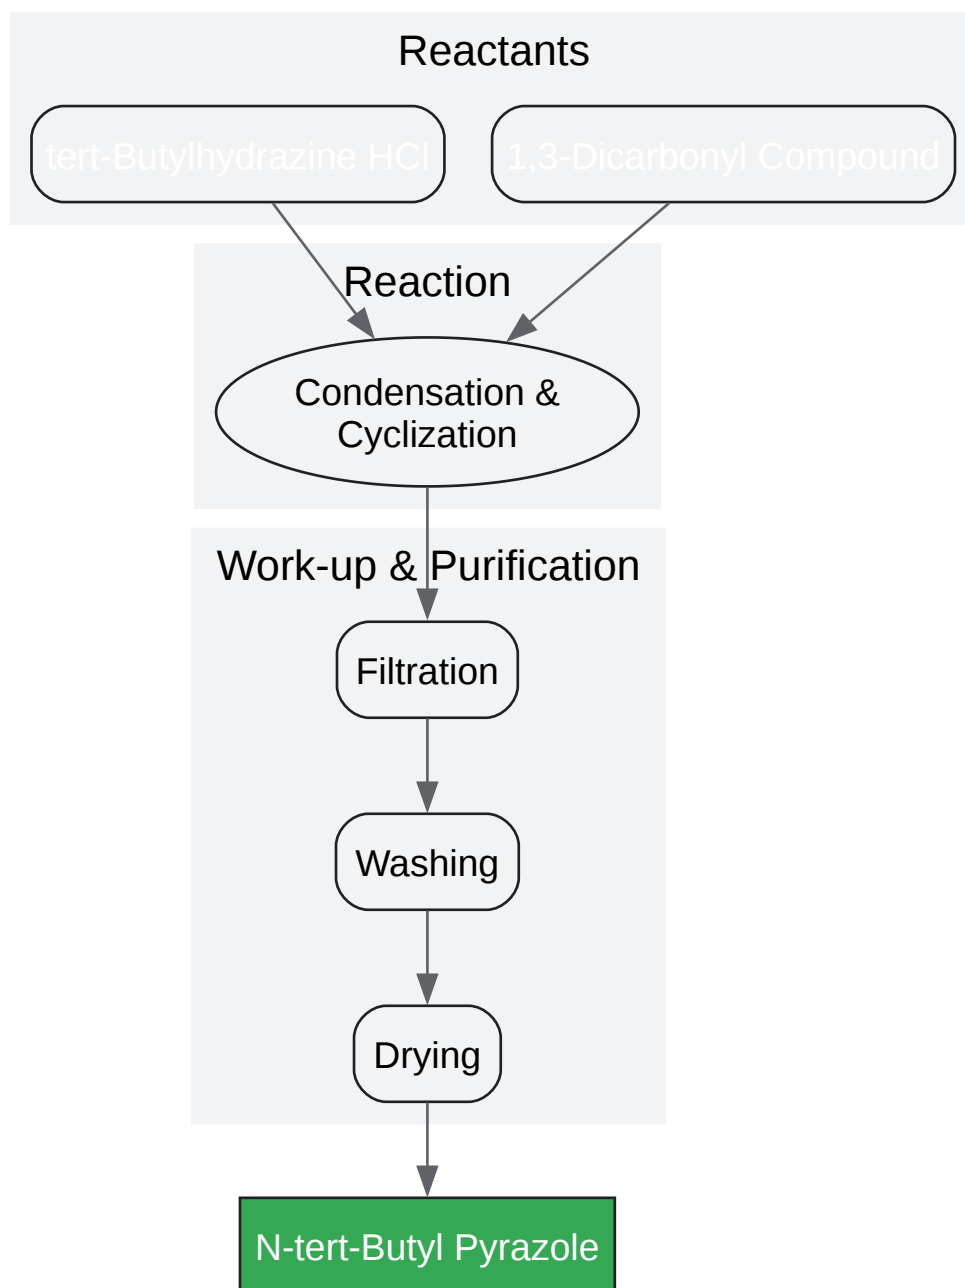 Reactants
tert-Butylhydrazine HCl
1,3-Dicarbonyl Compound
Reaction
Condensation &
Cyclization
Work-up & Purification
Filtration
Washing
Drying
N-tert-Butyl Pyrazole